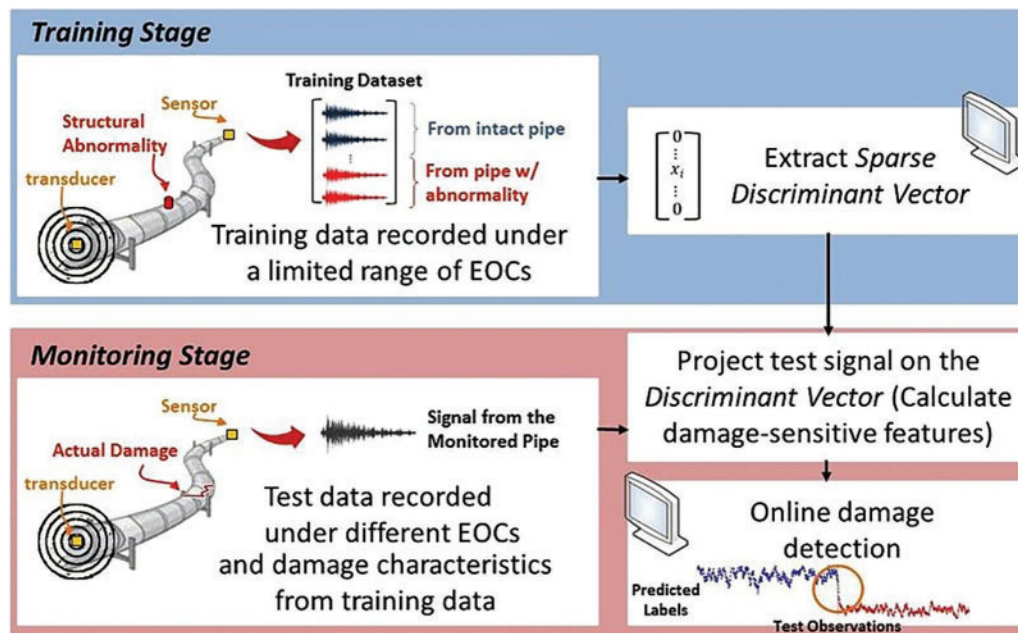 Training Stage
Training Dataset
Sensor
Structural
Abnormality
transducer
From intact pipe
⋮
From pipe w/
abnormality
Training data recorded under
a limited range of EOCs
0
⋮
x_i
⋮
0
Extract Sparse
Discriminant Vector
Monitoring Stage
Sensor
Actual Damage
transducer
Signal from the
Monitored Pipe
Test data recorded
under different EOCs
and damage characteristics
from training data
Project test signal on the
Discriminant Vector (Calculate
damage-sensitive features)
Online damage
detection
Predicted
Labels
Test Observations